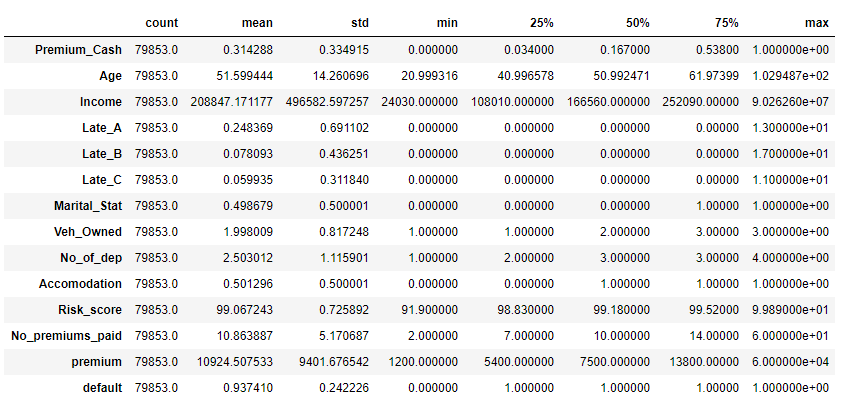 count mean std min 25% 50% 75% max
Premium_Cash 79853.0 0.314288 0.334915 0.000000 0.034000 0.167000 0.53800 1.000000e+00
Age 79853.0 51.599444 14.260696 20.999316 40.996578 50.992471 61.97399 1.029487e+02
Income 79853.0 208847.171177 496582.597257 24030.000000 108010.000000 166560.000000 252090.00000 9.026260e+07
Late_A 79853.0 0.248369 0.691102 0.000000 0.000000 0.000000 0.00000 1.300000e+01
Late_B 79853.0 0.078093 0.436251 0.000000 0.000000 0.000000 0.00000 1.700000e+01
Late_C 79853.0 0.059935 0.311840 0.000000 0.000000 0.000000 0.00000 1.100000e+01
Marital_Stat 79853.0 0.498679 0.500001 0.000000 0.000000 0.000000 1.00000 1.000000e+00
Veh_Owned 79853.0 1.998009 0.817248 1.000000 1.000000 2.000000 3.00000 3.000000e+00
No_of_dep 79853.0 2.503012 1.115901 1.000000 2.000000 3.000000 3.00000 4.000000e+00
Accomodation 79853.0 0.501296 0.500001 0.000000 0.000000 1.000000 1.00000 1.000000e+00
Risk_score 79853.0 99.067243 0.725892 91.900000 98.830000 99.180000 99.52000 9.989000e+01
No_premiums_paid 79853.0 10.863887 5.170687 2.000000 7.000000 10.000000 14.00000 6.000000e+01
premium 79853.0 10924.507533 9401.676542 1200.000000 5400.000000 7500.000000 13800.00000 6.000000e+04
default 79853.0 0.937410 0.242226 0.000000 1.000000 1.000000 1.00000 1.000000e+00